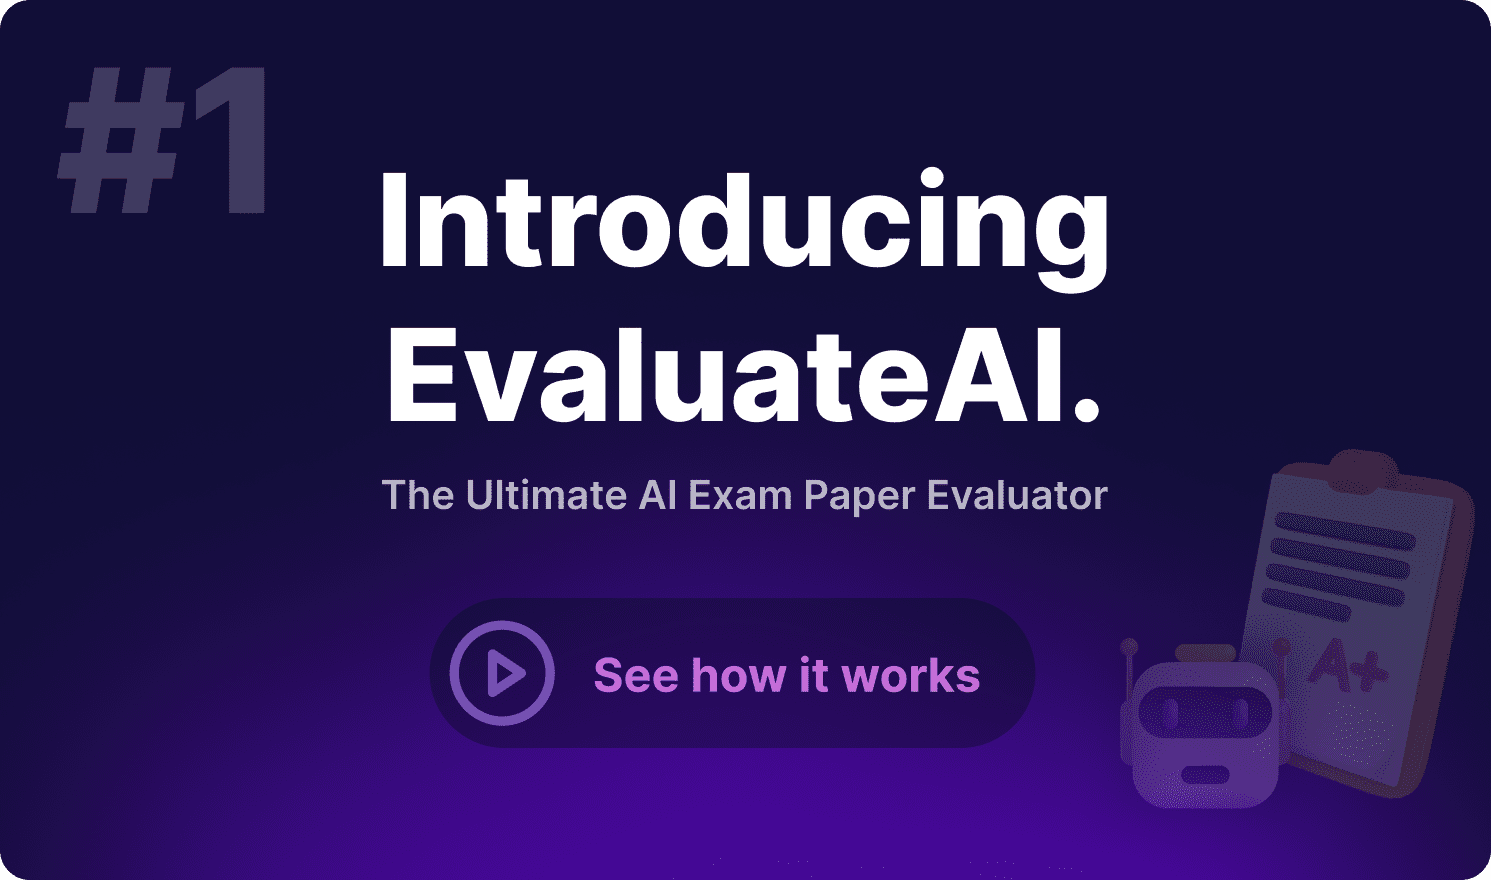 #1
Introducing
EvaluateAI.
The Ultimate AI Exam Paper Evaluator
See how it works
A+